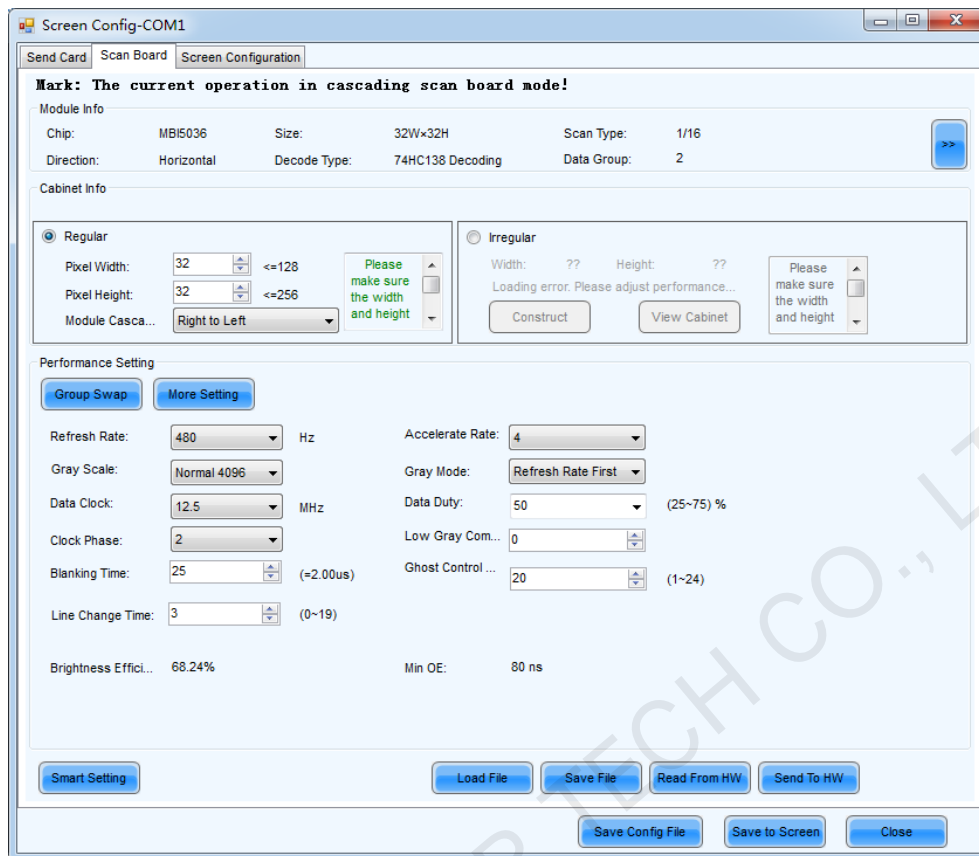 Screen Config-COM1
Send Card Scan Board Screen Configuration
Mark: The current operation in cascading scan board mode!
Module Info
Chip: MBI5036 Size: 32W×32H Scan Type: 1/16
Direction: Horizontal Decode Type: 74HC138 Decoding Data Group: 2
>>
Cabinet Info
Regular
Pixel Width: 32 <=128
Pixel Height: 32 <=256
Module Casca... Right to Left
Please
make sure
the width
and height
Irregular
Width: ?? Height: ??
Loading error. Please adjust performance...
Construct View Cabinet
Please
make sure
the width
and height
Performance Setting
Group Swap More Setting
Refresh Rate: 480 Hz Accelerate Rate: 4
Gray Scale: Normal 4096 Gray Mode: Refresh Rate First
Data Clock: 12.5 MHz Data Duty: 50 (25~75) %
Clock Phase: 2 Low Gray Com... 0
Blanking Time: 25 (=2.00us) Ghost Control ... 20 (1~24)
Line Change Time: 3 (0~19)
Brightness Effici... 68.24% Min OE: 80 ns
Smart Setting Load File Save File Read From HW Send To HW
Save Config File Save to Screen Close
TECH CO., LT